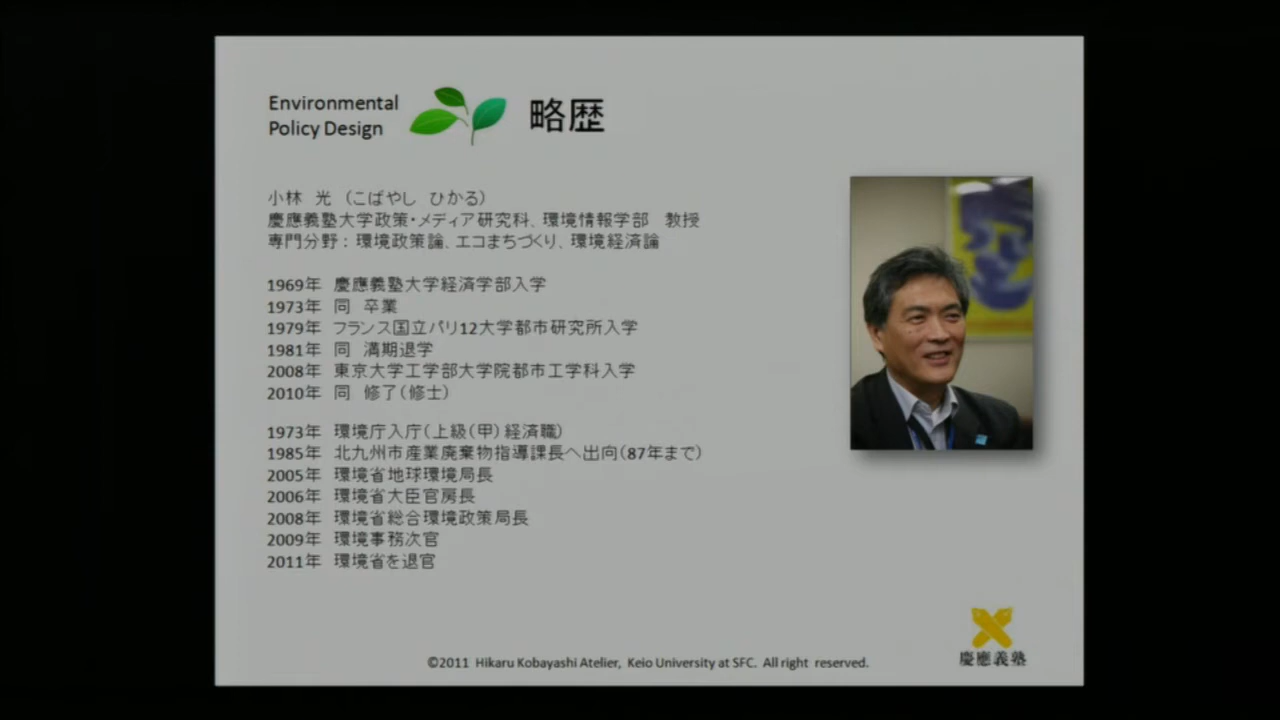 Environmental
Policy Design
略歴
小林 光 (こばやし ひかる)
慶應義塾大学政策・メディア研究科、環境情報学部 教授
専門分野：環境政策論、エコまちづくり、環境経済論
1969年 慶應義塾大学経済学部入学
1973年 同 卒業
1979年 フランス国立パリ12大学都市研究所入学
1981年 同 満期退学
2008年 東京大学工学部大学院都市工学科入学
2010年 同 修了（修士）
1973年 環境庁入庁（上級（甲）経済職）
1985年 北九州市産業廃棄物指導課長へ出向（87年まで）
2005年 環境省地球環境局長
2006年 環境省大臣官房長
2008年 環境省総合環境政策局長
2009年 環境事務次官
2011年 環境省を退官
慶應義塾
©2011 Hikaru Kobayashi Atelier, Keio University at SFC. All right reserved.